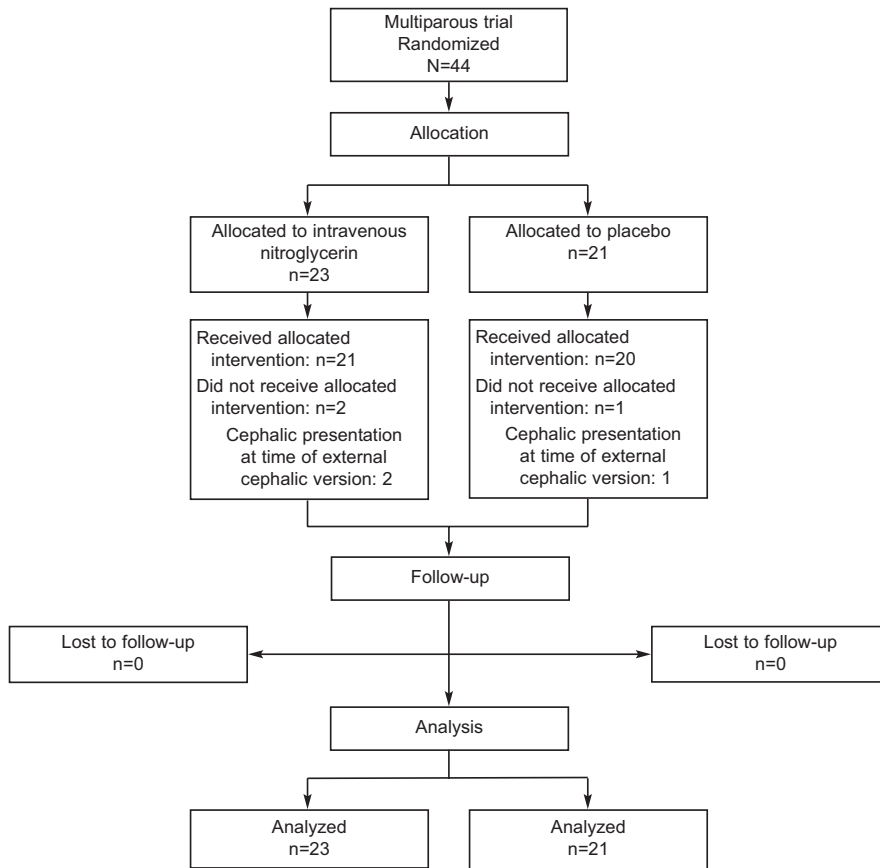 Multiparous trial
Randomized
N=44
Allocation
Allocated to intravenous
nitroglycerin
n=23
Allocated to placebo
n=21
Received allocated
intervention: n=21
Did not receive allocated
intervention: n=2
Cephalic presentation
at time of external
cephalic version: 2
Received allocated
intervention: n=20
Did not receive allocated
intervention: n=1
Cephalic presentation
at time of external
cephalic version: 1
Follow-up
Lost to follow-up
n=0
Lost to follow-up
n=0
Analysis
Analyzed
n=23
Analyzed
n=21